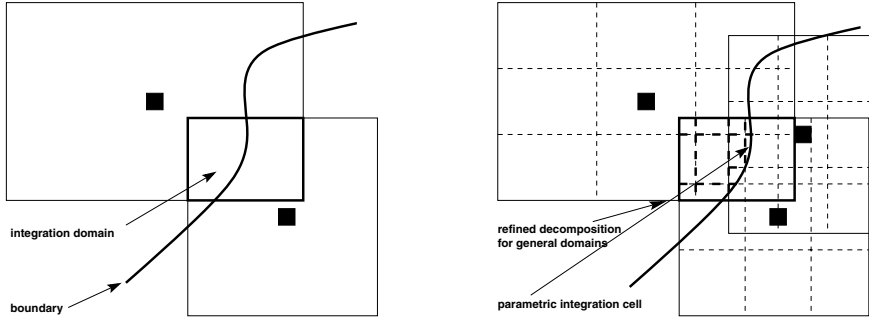 integration domain
boundary
refined decomposition
for general domains
parametric integration cell